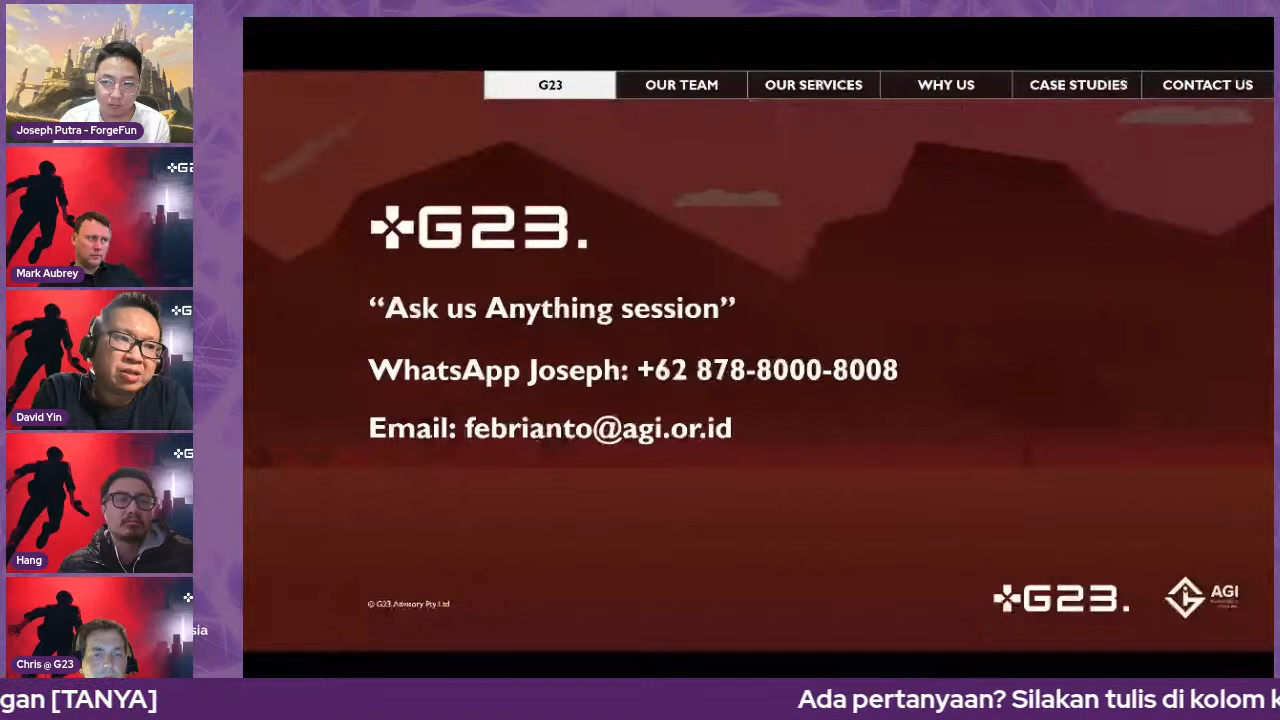 Joseph Putra - ForgeFun
Mark Aubrey
David Yin
Hang
Chris @ G23
sia
G23
OUR TEAM
OUR SERVICES
WHY US
CASE STUDIES
CONTACT US
G23.
“Ask us Anything session”
WhatsApp Joseph: +62 878-8000-8008
Email: febrianto@agi.or.id
© G23 Advisory Pty Ltd
G23.
AGI
gan [TANYA]
Ada pertanyaan? Silakan tulis di kolom k